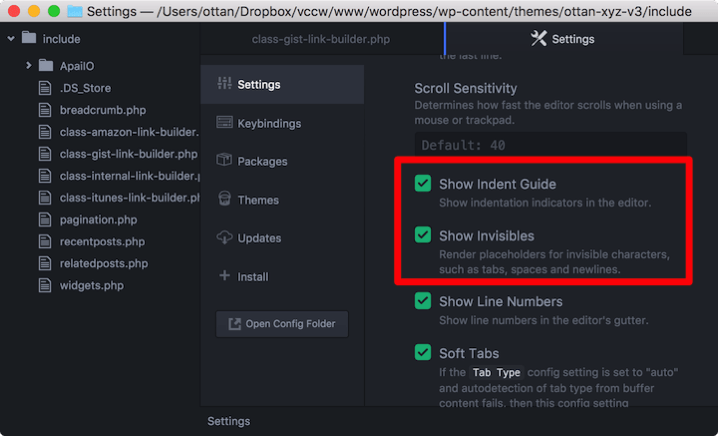 Settings — /Users/ottan/Dropbox/vccw/www/wordpress/wp-content/themes/ottan-xyz-v3/include
include
ApaiIO
.DS_Store
breadcrumb.php
class-amazon-link-builder.
class-gist-link-builder.php
class-internal-link-builder.
class-itunes-link-builder.ph
pagination.php
recentposts.php
relatedposts.php
widgets.php
class-gist-link-builder.php
Settings
Settings
Keybindings
Packages
Themes
Updates
Install
Open Config Folder
the last line.
Scroll Sensitivity
Determines how fast the editor scrolls when using a
mouse or trackpad.
Default: 40
Show Indent Guide
Show indentation indicators in the editor.
Show Invisibles
Render placeholders for invisible characters,
such as tabs, spaces and newlines.
Show Line Numbers
Show line numbers in the editor's gutter.
Soft Tabs
If the Tab Type config setting is set to "auto"
and autodetection of tab type from buffer
content fails, then this config setting
Settings